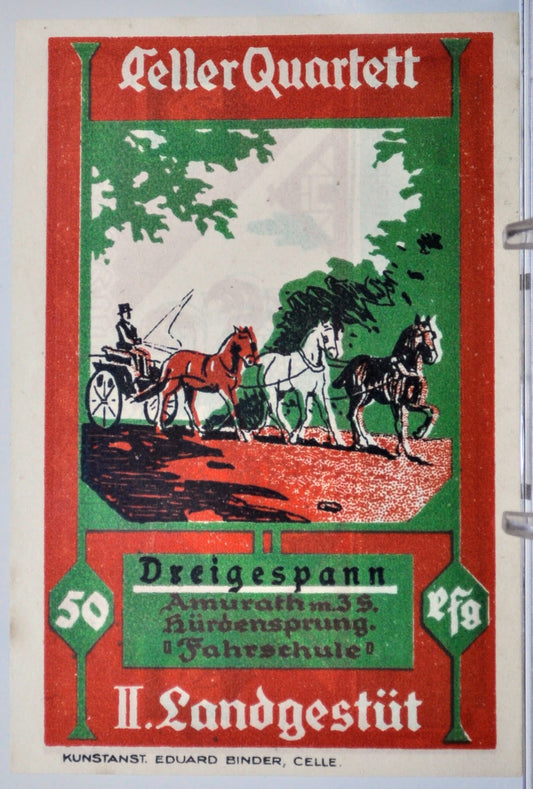 Celler Quartett
Dreigespann
Amurath m. 3 S.
Hürdensprung.
"Fahrschule"
50
Pfg
II. Landgestüt
KUNSTANST. EDUARD BINDER, CELLE.